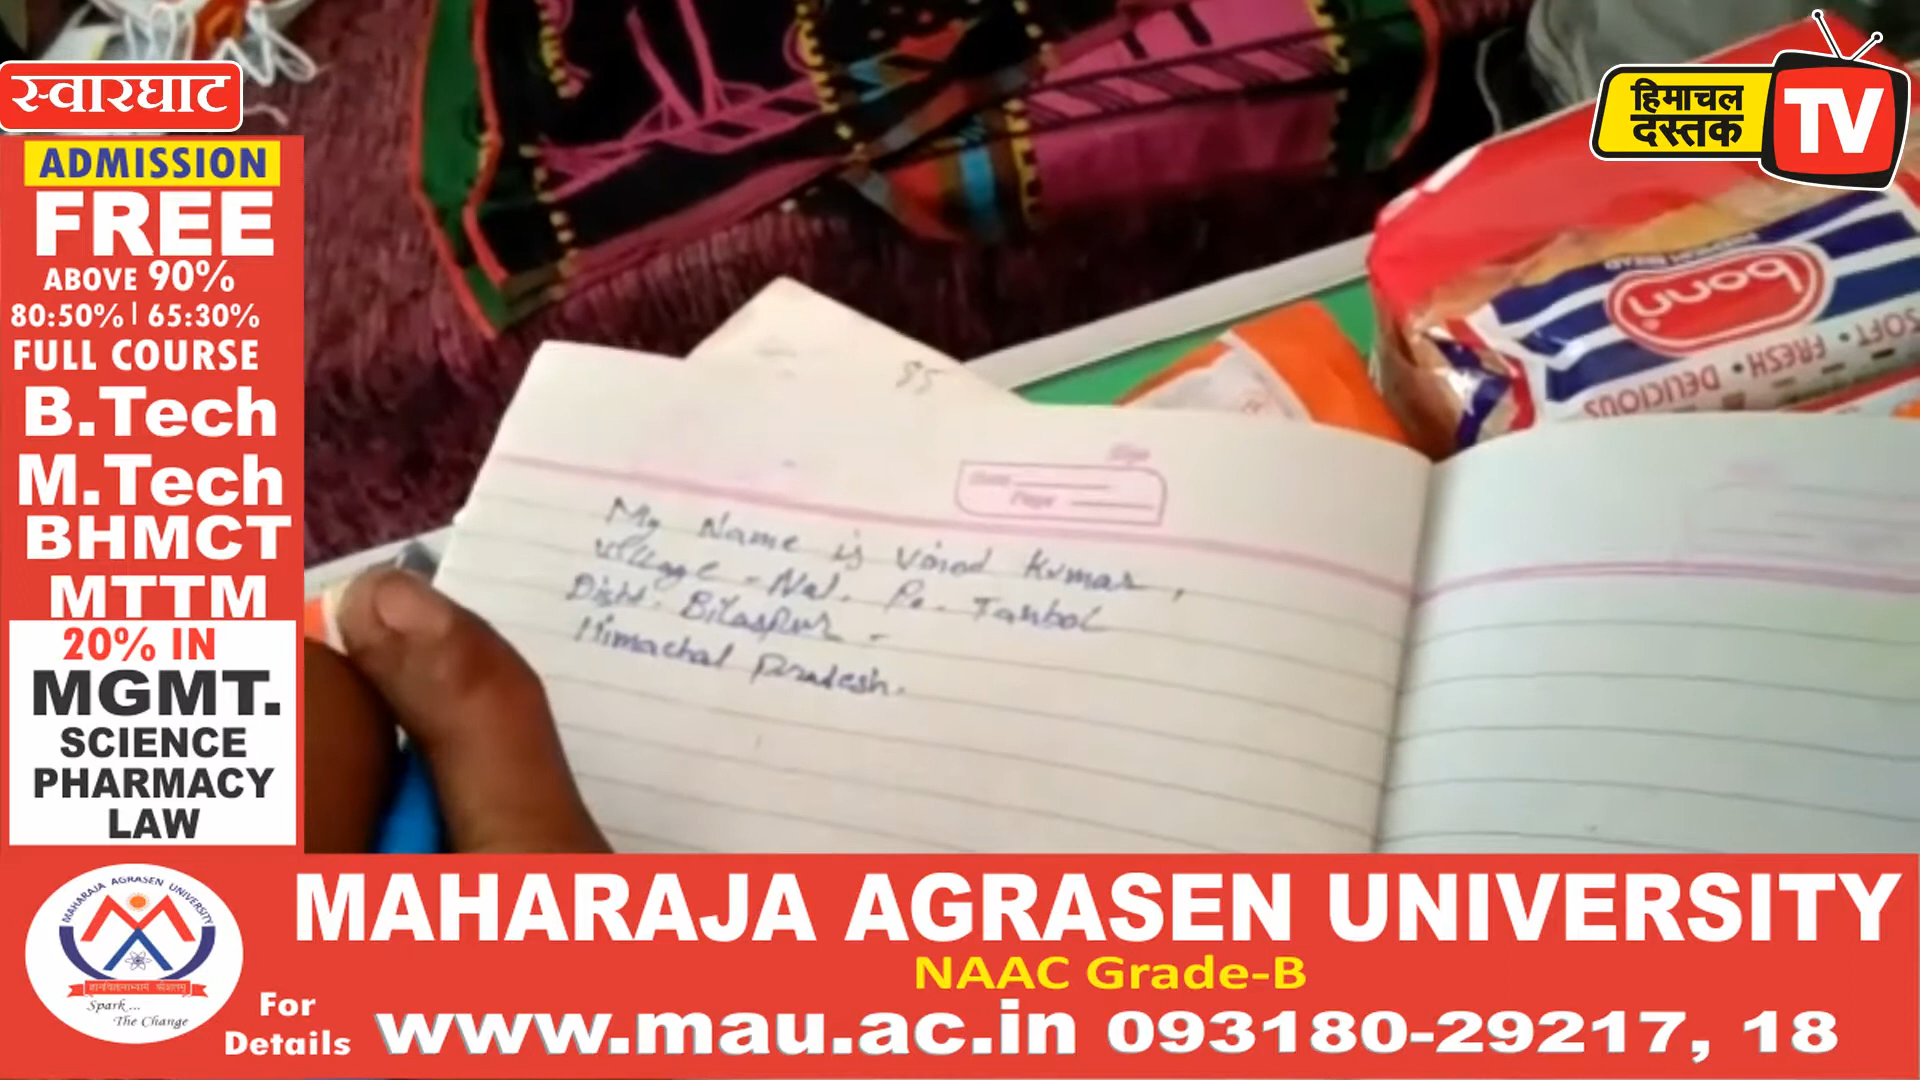 स्वारघाट
हिमाचल
दस्तक
TV
ADMISSION
FREE
ABOVE 90%
80:50% | 65:30%
FULL COURSE
B.Tech
M.Tech
BHMCT
MTTM
20% IN
MGMT.
SCIENCE
PHARMACY
LAW
bonn
SOFT • FRESH • DELICIOUS
95
Page
My Name is Vinod Kumar,
Village - Nal. Po. Tanbol
Distt. Bilaspur -
Himachal Pradesh.
MAHARAJA AGRASEN UNIVERSITY
Spark...
The Change
MAHARAJA AGRASEN UNIVERSITY
NAAC Grade-B
For
Details
www.mau.ac.in 093180-29217, 18